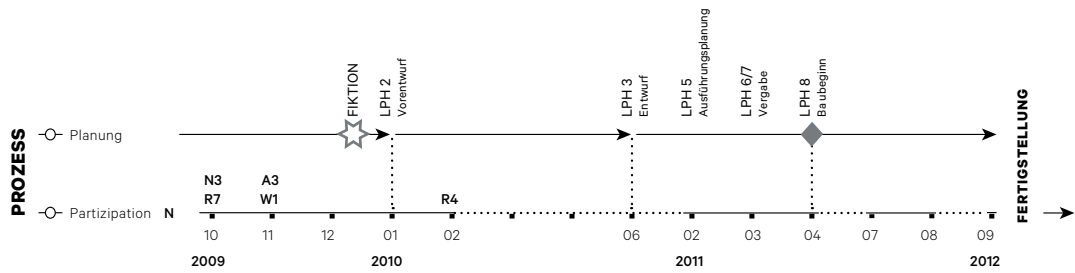 PROZESS
FIKTION
LPH 2
Vorentwurf
LPH 3
Entwurf
LPH 5
Ausführungsplanung
LPH 6/7
Vergabe
LPH 8
Baubeginn
Planung
N3 A3
R7 W1 R4
Partizipation N
10 11 12 01 02 06 02 03 04 07 08 09
2009 2010 2011 2012
FERTIGSTELLUNG